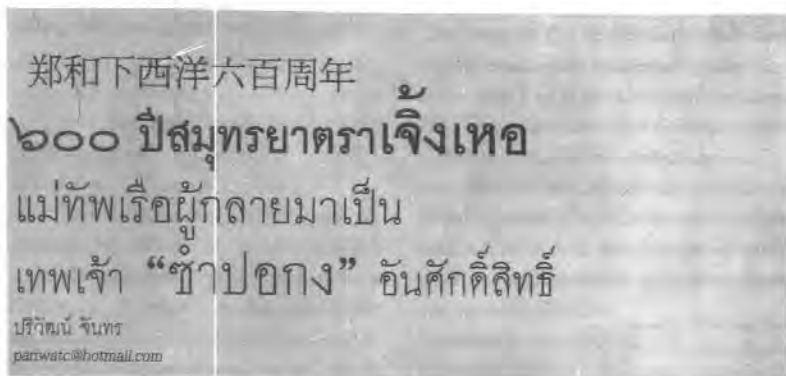 郑和下西洋六百周年
๖๐๐ ปีสมุทรยาตราเจิ้งเหอ
แม่ทัพเรือผู้กลายมาเป็น
เทพเจ้า “ซำปอกง” อันศักดิ์สิทธิ์
ปริวัฒน์ จันทร
pariwatc@hotmail.com